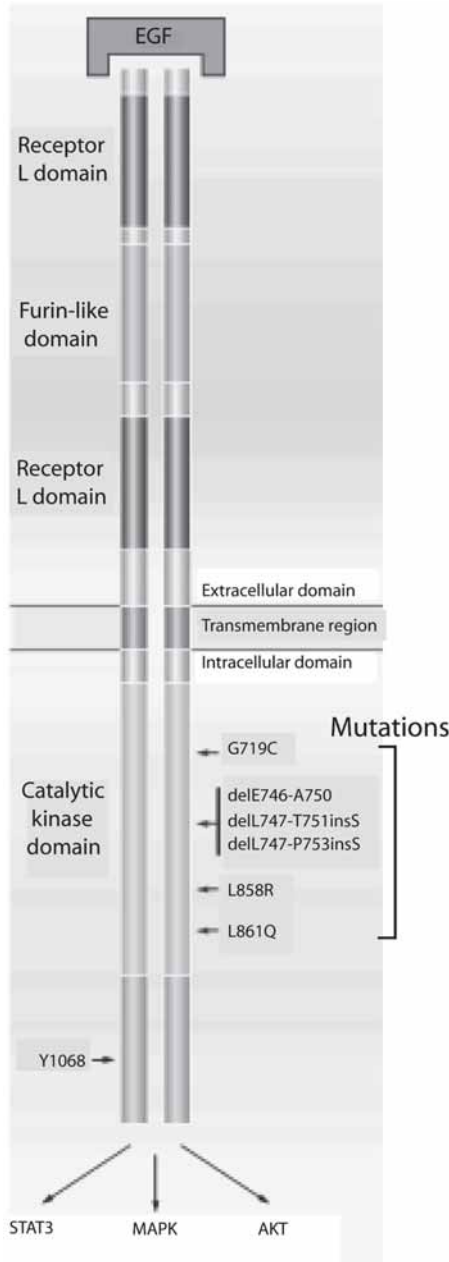 EGF
Receptor
L domain
Furin-like
domain
Receptor
L domain
Extracellular domain
Transmembrane region
Intracellular domain
Mutations
G719C
Catalytic
kinase
domain
delE746-A750
delL747-T751insS
delL747-P753insS
L858R
L861Q
Y1068
STAT3 MAPK AKT